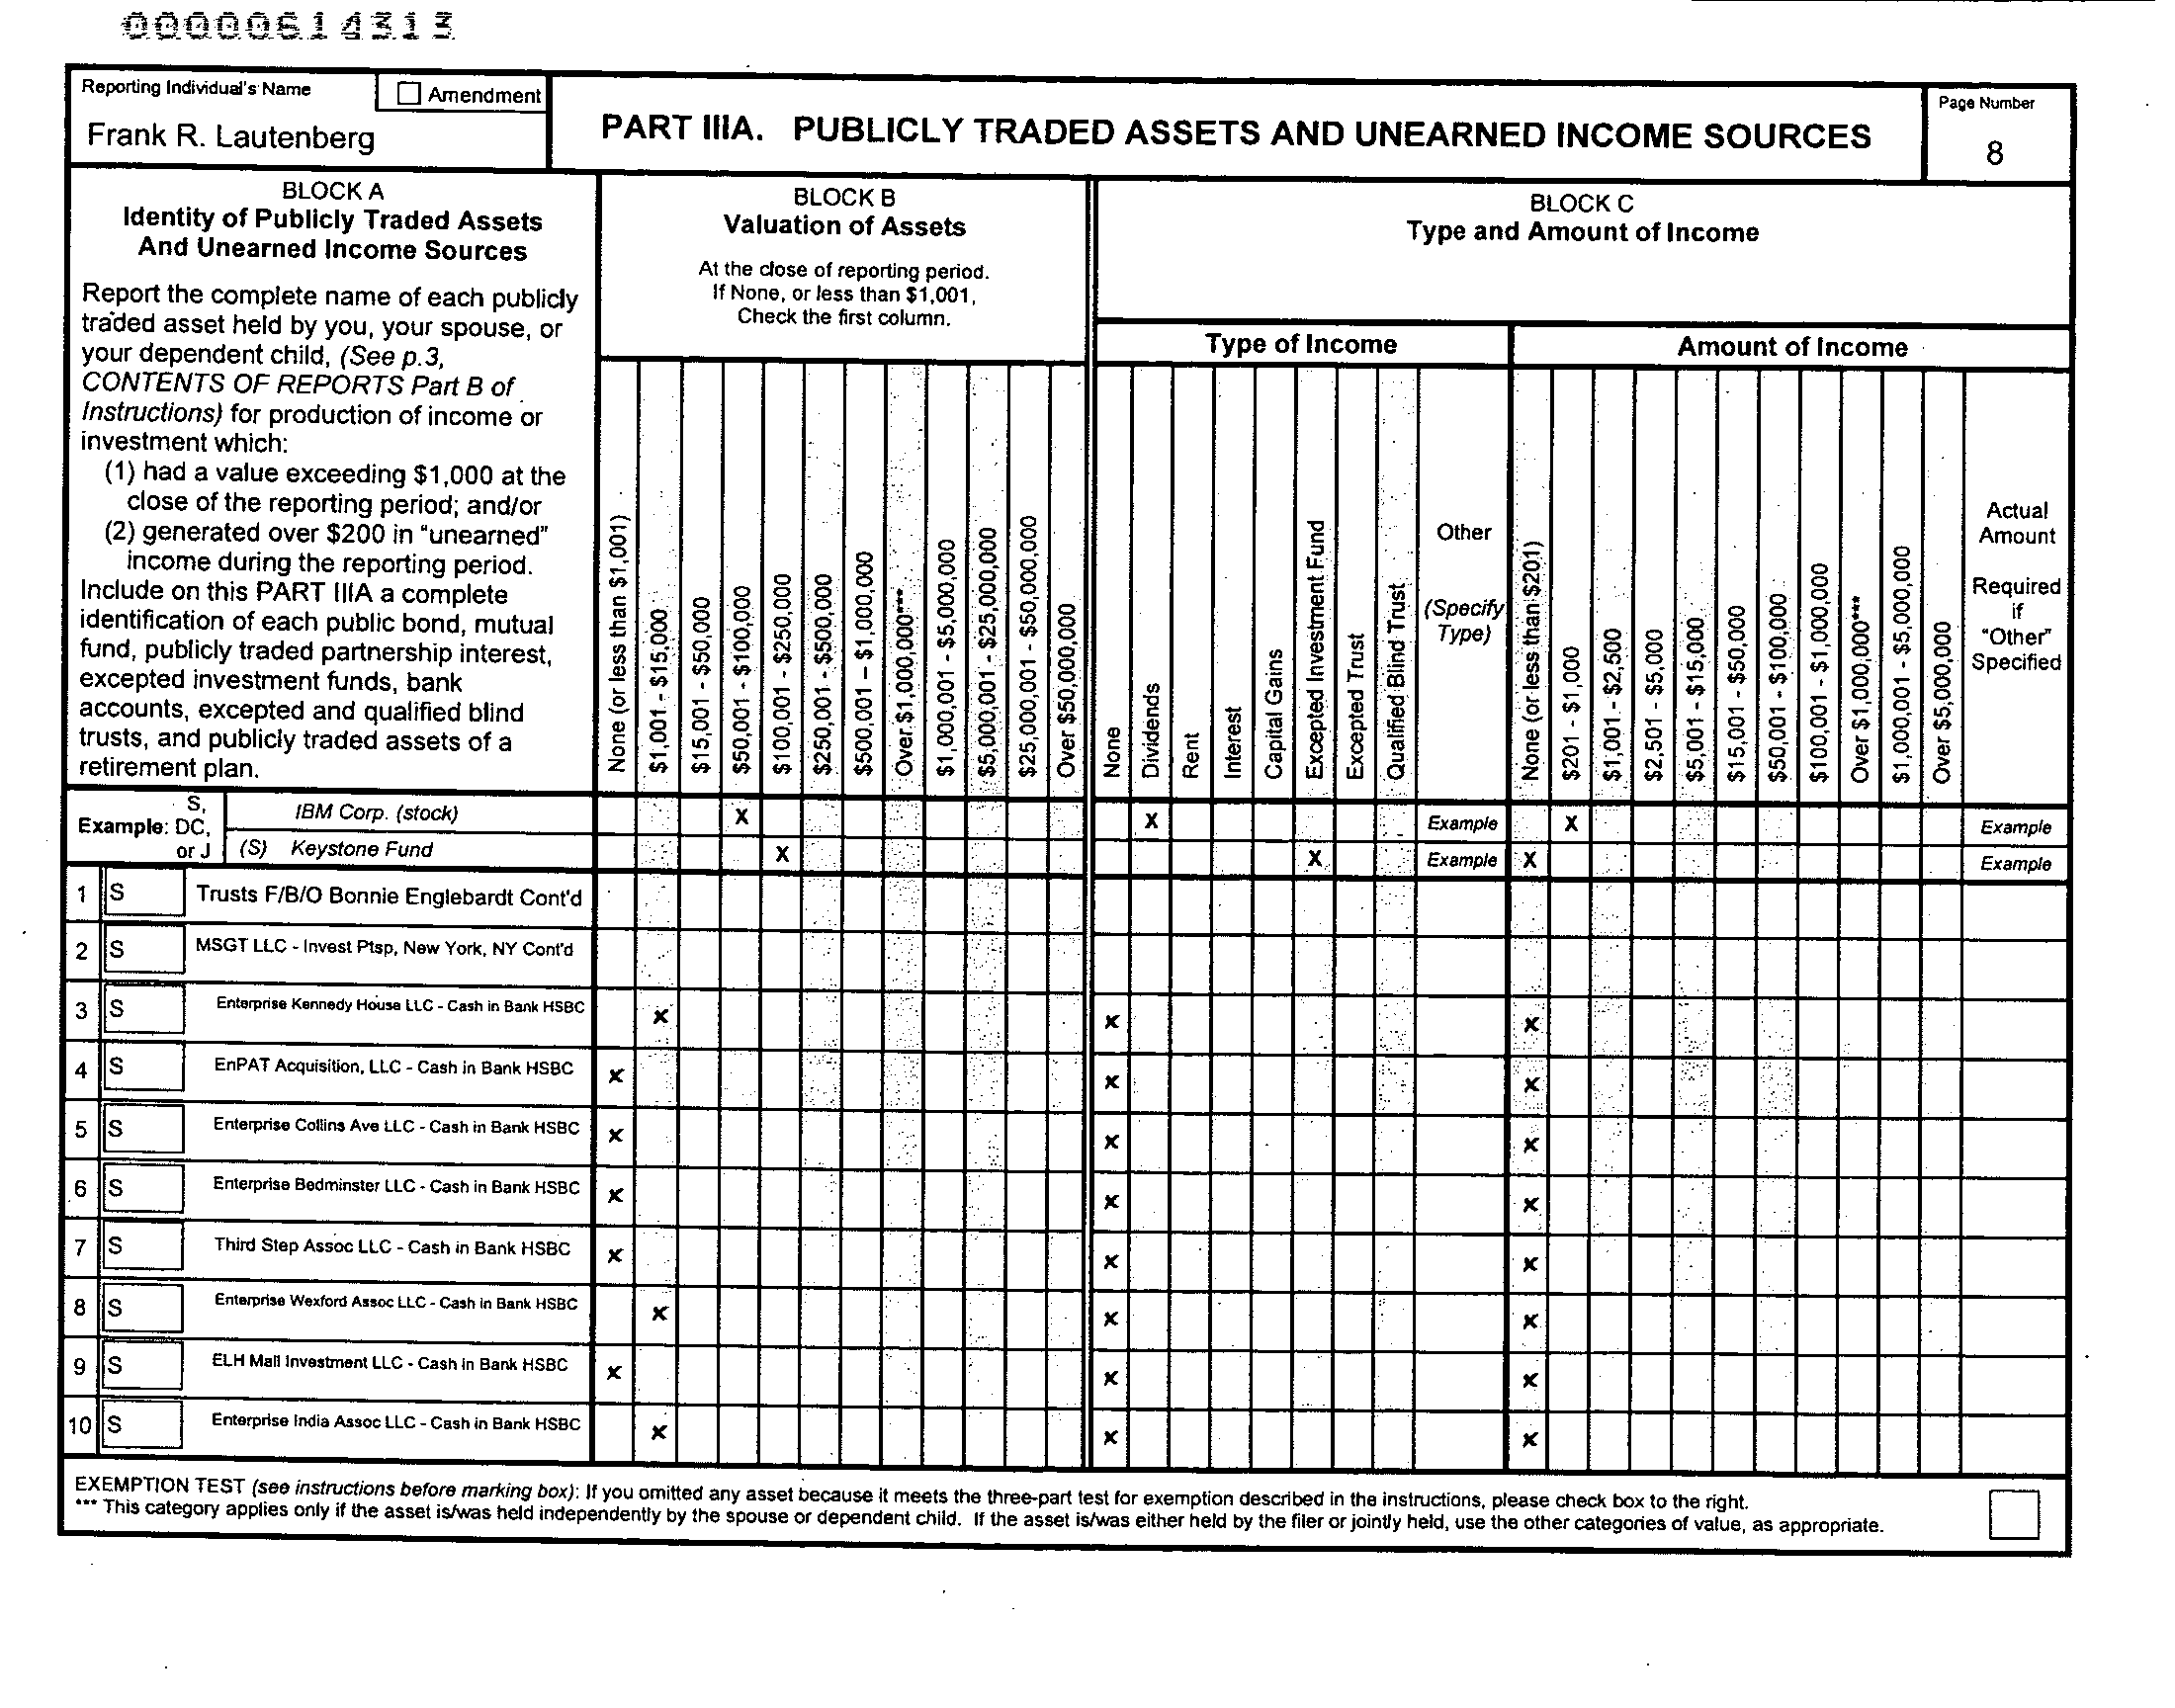 00000614313
Reporting Individual's Name
☐ Amendment
Frank R. Lautenberg
PART IIIA. PUBLICLY TRADED ASSETS AND UNEARNED INCOME SOURCES
Page Number
8
BLOCK A
Identity of Publicly Traded Assets
And Unearned Income Sources
Report the complete name of each publicly
traded asset held by you, your spouse, or
your dependent child, (See p.3,
CONTENTS OF REPORTS Part B of
Instructions) for production of income or
investment which:
(1) had a value exceeding $1,000 at the
close of the reporting period; and/or
(2) generated over $200 in "unearned"
income during the reporting period.
Include on this PART IIIA a complete
identification of each public bond, mutual
fund, publicly traded partnership interest,
excepted investment funds, bank
accounts, excepted and qualified blind
trusts, and publicly traded assets of a
retirement plan.
BLOCK B
Valuation of Assets
At the close of reporting period.
If None, or less than $1,001,
Check the first column.
None (or less than $1,001)
$1,001 - $15,000
$15,001 - $50,000
$50,001 - $100,000
$100,001 - $250,000
$250,001 - $500,000
$500,001 – $1,000,000
Over $1,000,000***
$1,000,001 - $5,000,000
$5,000,001 - $25,000,000
$25,000,001 - $50,000,000
Over $50,000,000
BLOCK C
Type and Amount of Income
Type of Income
None
Dividends
Rent
Interest
Capital Gains
Excepted Investment Fund
Excepted Trust
Qualified Blind Trust
Other
(Specify
Type)
Amount of Income
None (or less than $201)
$201 - $1,000
$1,001 - $2,500
$2,501 - $5,000
$5,001 - $15,000
$15,001 - $50,000
$50,001 - $100,000
$100,001 - $1,000,000
Over $1,000,000***
$1,000,001 - $5,000,000
Over $5,000,000
Actual
Amount
Required
if
"Other"
Specified
Example: S, DC, or J
IBM Corp. (stock) X X Example X Example
(S) Keystone Fund X X Example X Example
1 S Trusts F/B/O Bonnie Englebardt Cont'd
2 S MSGT LLC - Invest Ptsp, New York, NY Cont'd
3 S Enterprise Kennedy House LLC - Cash in Bank HSBC x x x
4 S EnPAT Acquisition, LLC - Cash in Bank HSBC x x x
5 S Enterprise Collins Ave LLC - Cash in Bank HSBC x x x
6 S Enterprise Bedminster LLC - Cash in Bank HSBC x x x
7 S Third Step Assoc LLC - Cash in Bank HSBC x x x
8 S Enterprise Wexford Assoc LLC - Cash in Bank HSBC x x x
9 S ELH Mall Investment LLC - Cash in Bank HSBC x x x
10 S Enterprise India Assoc LLC - Cash in Bank HSBC x x x
EXEMPTION TEST (see instructions before marking box): If you omitted any asset because it meets the three-part test for exemption described in the instructions, please check box to the right.
*** This category applies only if the asset is/was held independently by the spouse or dependent child. If the asset is/was either held by the filer or jointly held, use the other categories of value, as appropriate.